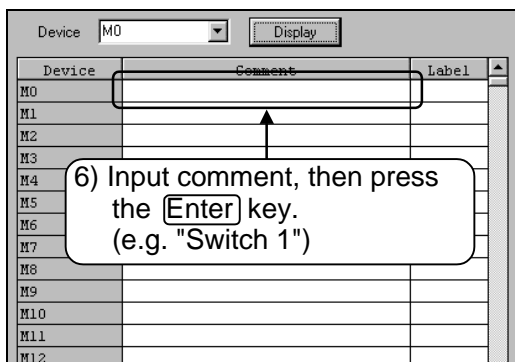 Device M0 Display
Device Comment Label
M0
M1
M2
M3
M4
M5
M6
M7
M8
M9
M10
M11
M12
6) Input comment, then press
the Enter key.
(e.g. "Switch 1")